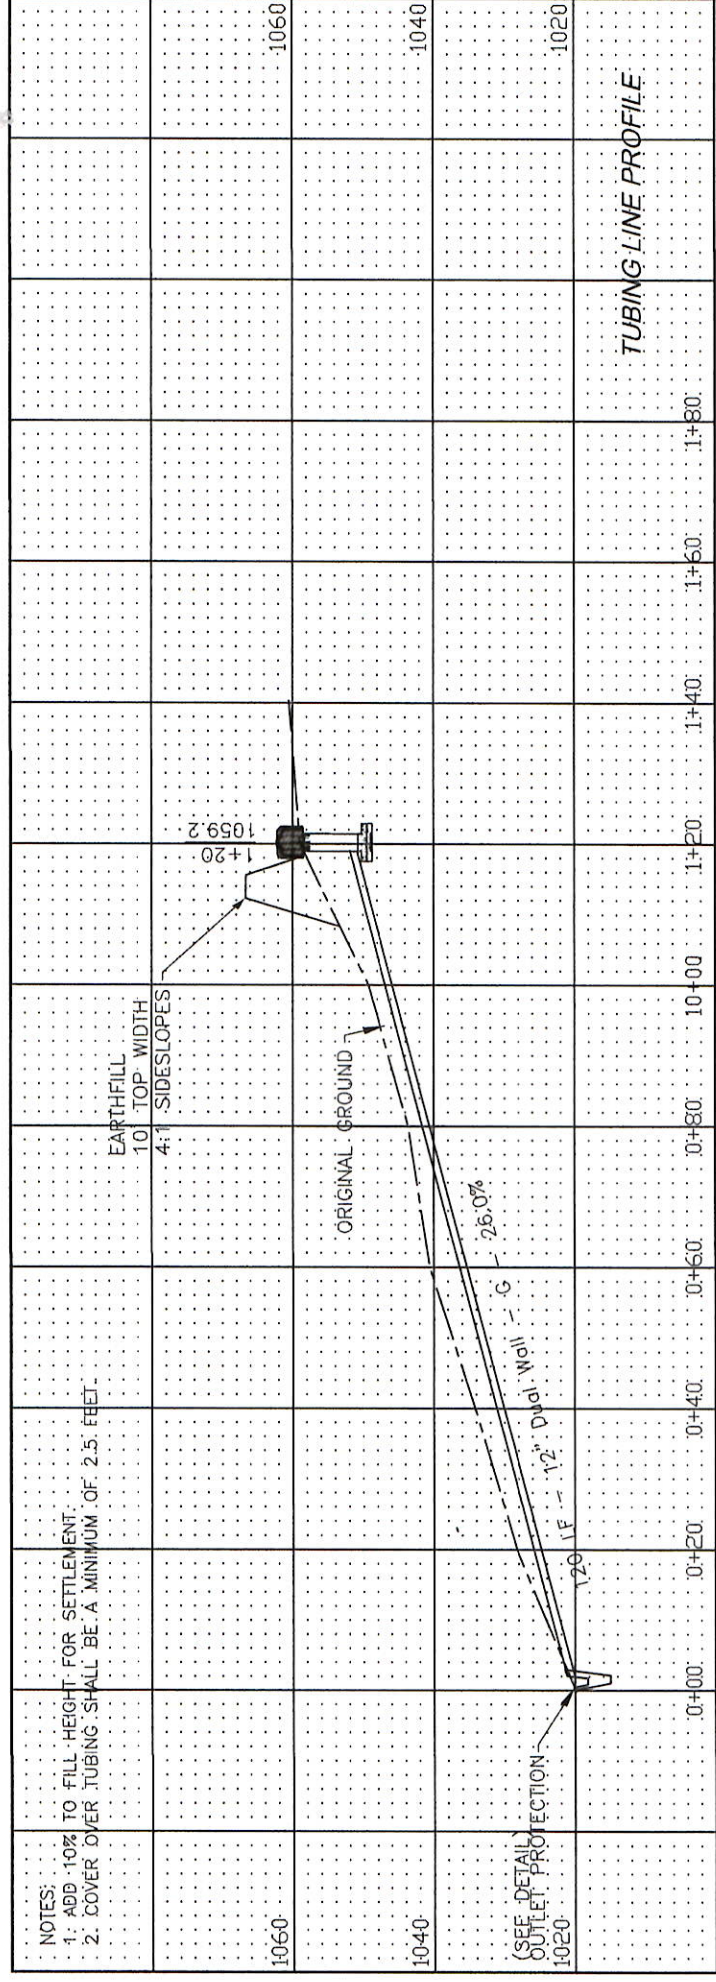 NOTES:
1. ADD 10% TO FILL HEIGHT FOR SETTLEMENT.
2. COVER OVER TUBING SHALL BE A MINIMUM OF 2.5 FEET.
EARTHFILL
10' TOP WIDTH
4:1 SIDESLOPES
1+20
1059.2
1060
1060
ORIGINAL GROUND
1040
1040
120 LF - 12" Dual Wall - G - 26.0%
(SEE DETAIL)
OUTLET PROTECTION
1020
1020
TUBING LINE PROFILE
0+00
0+20
0+40
0+60
0+80
10+00
1+20
1+40
1+60
1+80